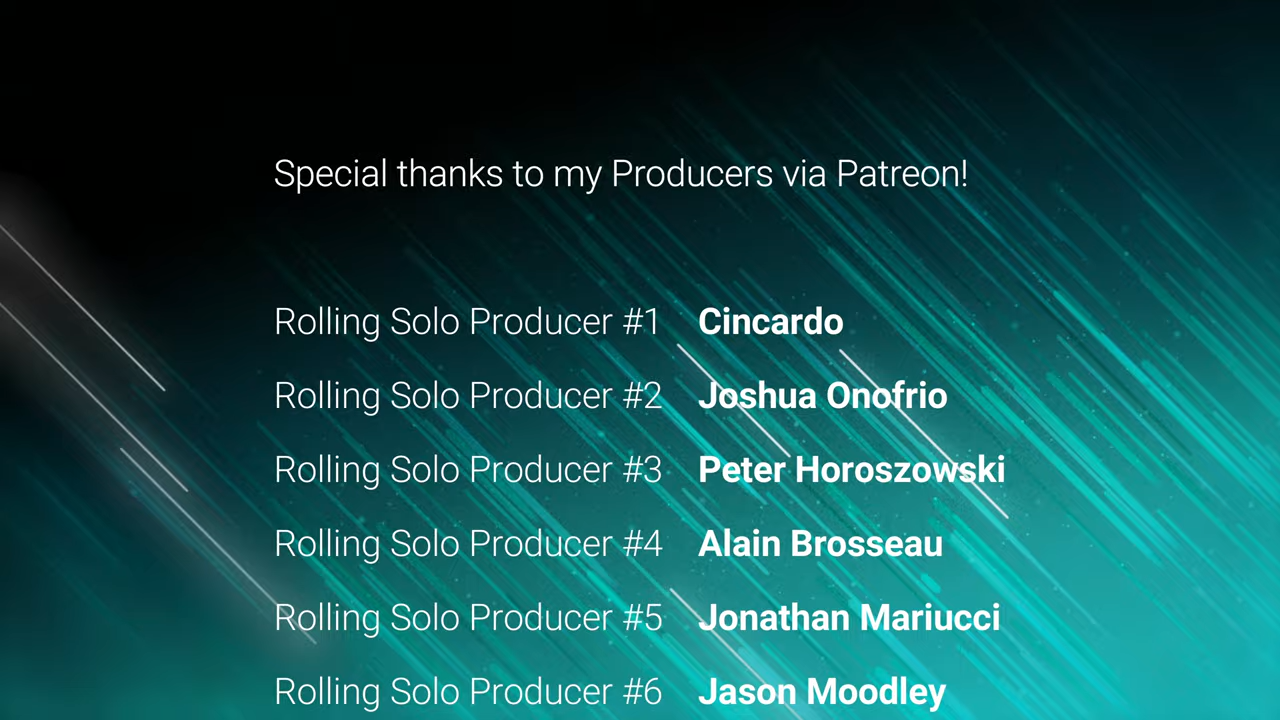 Special thanks to my Producers via Patreon!
Rolling Solo Producer #1 Cincardo
Rolling Solo Producer #2 Joshua Onofrio
Rolling Solo Producer #3 Peter Horoszowski
Rolling Solo Producer #4 Alain Brosseau
Rolling Solo Producer #5 Jonathan Mariucci
Rolling Solo Producer #6 Jason Moodley